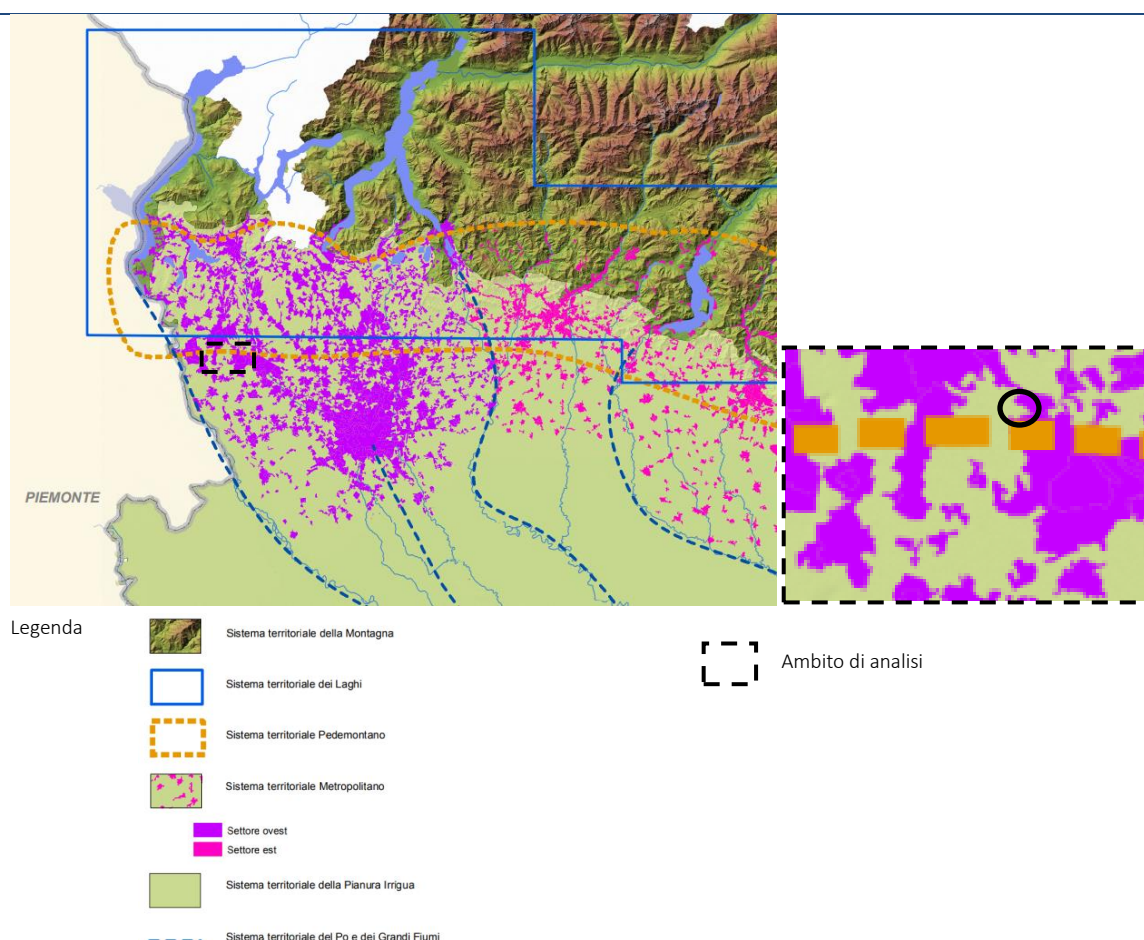 PIEMONTE
Legenda
Sistema territoriale della Montagna
Ambito di analisi
Sistema territoriale dei Laghi
Sistema territoriale Pedemontano
Sistema territoriale Metropolitano
Settore ovest
Settore est
Sistema territoriale della Pianura Irrigua
Sistema territoriale del Po e dei Grandi Fiumi